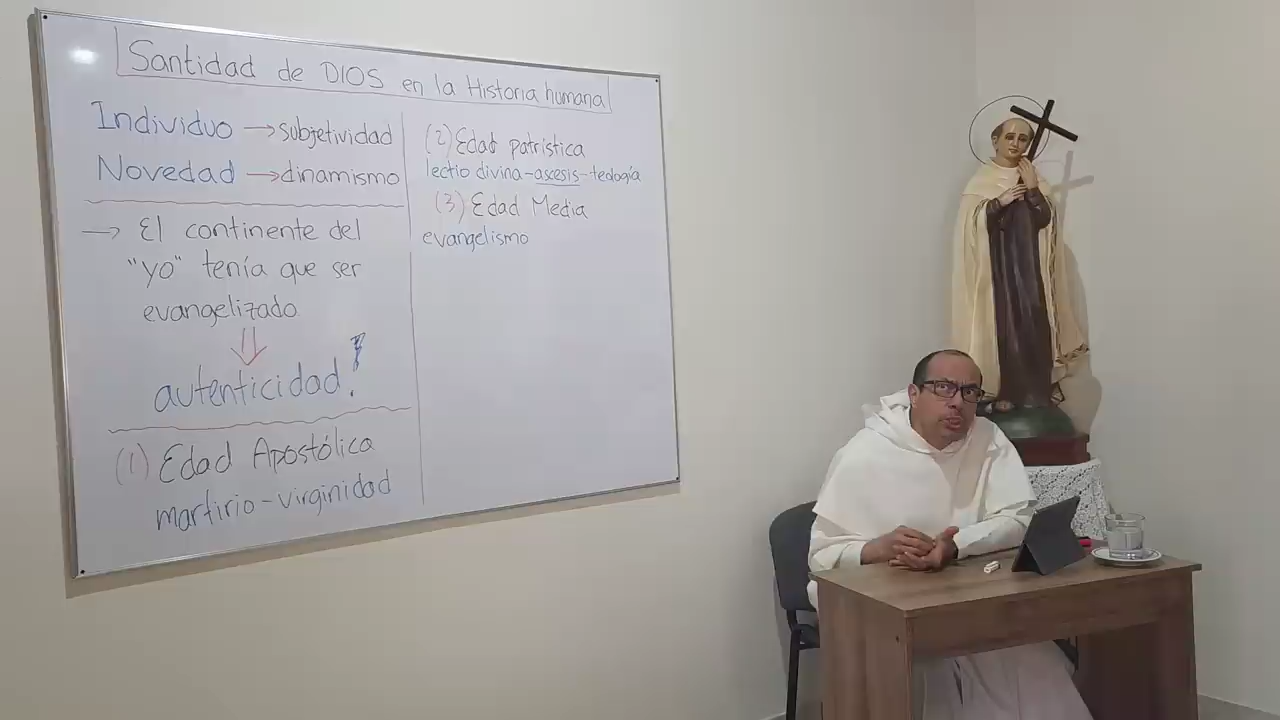 Santidad de DIOS en la Historia humana
Individuo → subjetividad
Novedad → dinamismo
→ El continente del
"yo" tenía que ser
evangelizado
⇓
autenticidad!
(1) Edad Apostólica
martirio-virginidad
(2) Edad patrística
lectio divina-ascesis-teología
(3) Edad Media
evangelismo